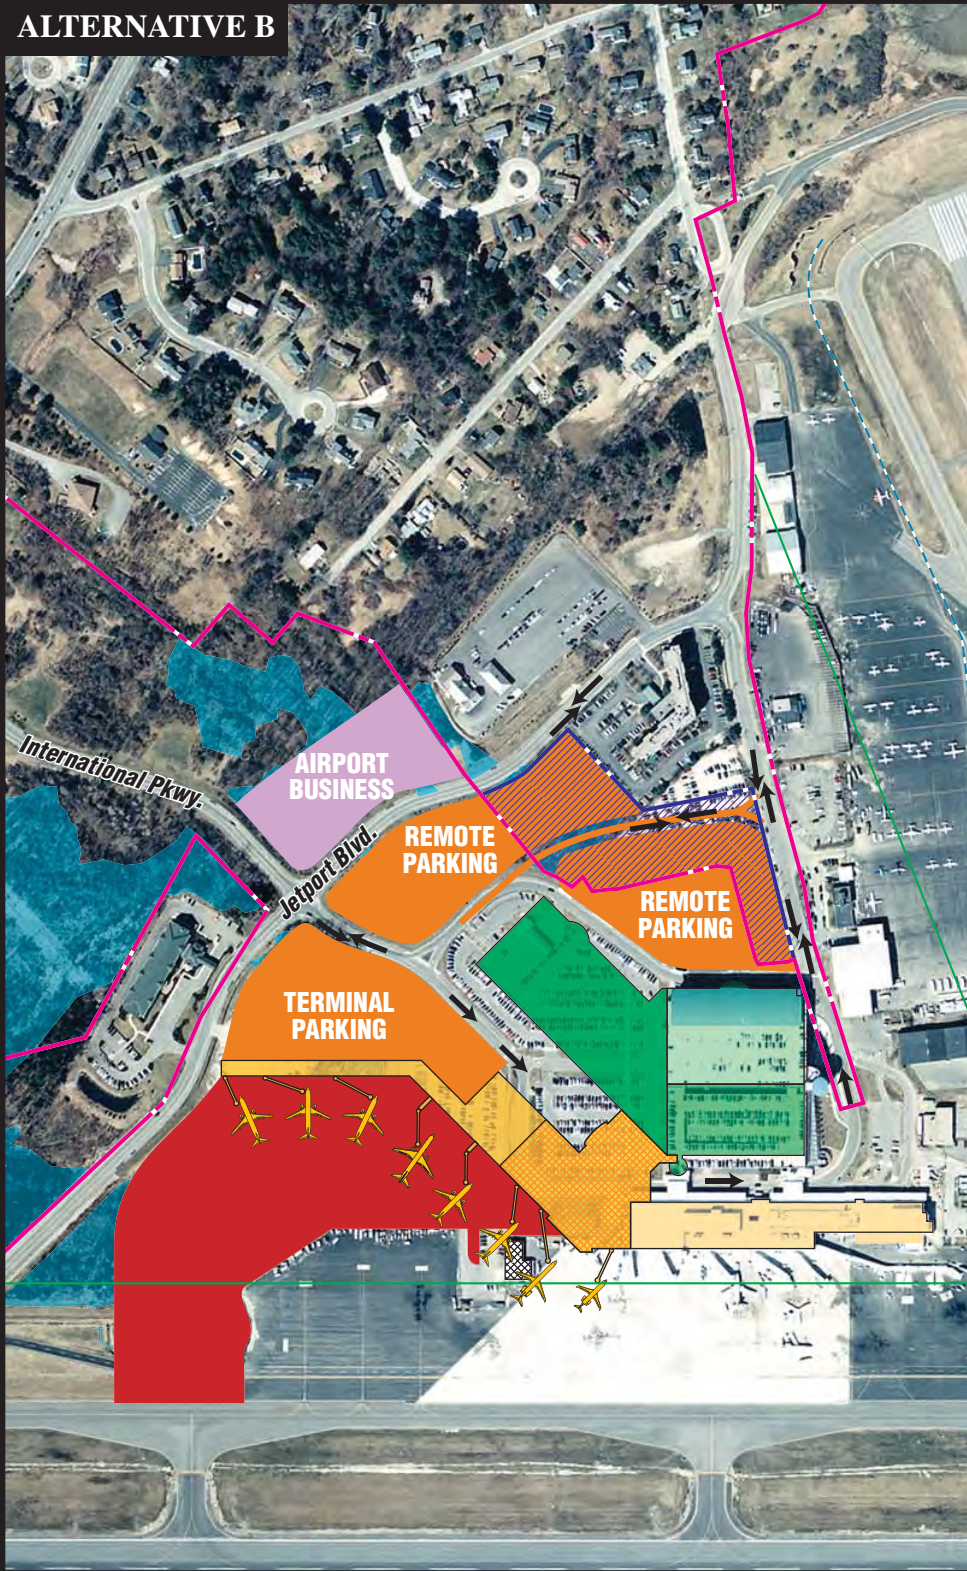 ALTERNATIVE B
International Pkwy.
AIRPORT
BUSINESS
Jetport Blvd.
REMOTE
PARKING
REMOTE
PARKING
TERMINAL
PARKING